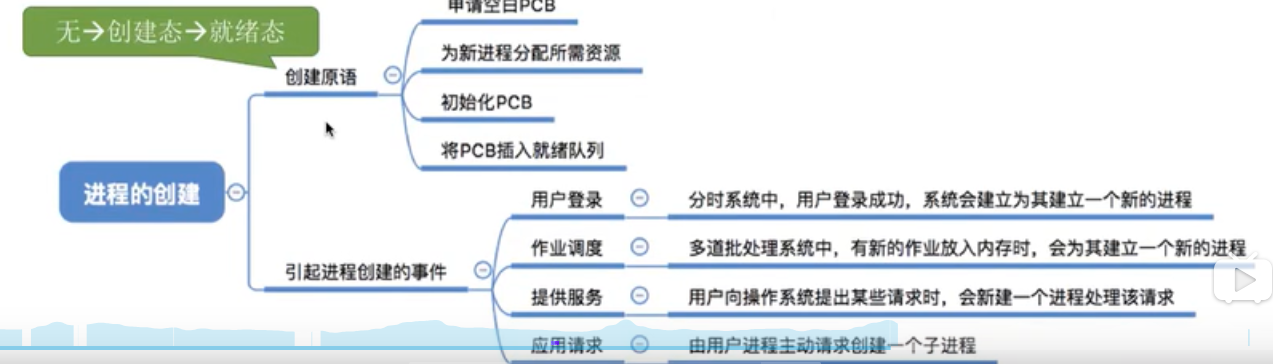 无→创建态→就绪态
申请空白PCB
为新进程分配所需资源
创建原语
初始化PCB
将PCB插入就绪队列
进程的创建
用户登录
分时系统中，用户登录成功，系统会建立为其建立一个新的进程
作业调度
多道批处理系统中，有新的作业放入内存时，会为其建立一个新的进程
引起进程创建的事件
提供服务
用户向操作系统提出某些请求时，会新建一个进程处理该请求
应用请求
由用户进程主动请求创建一个子进程